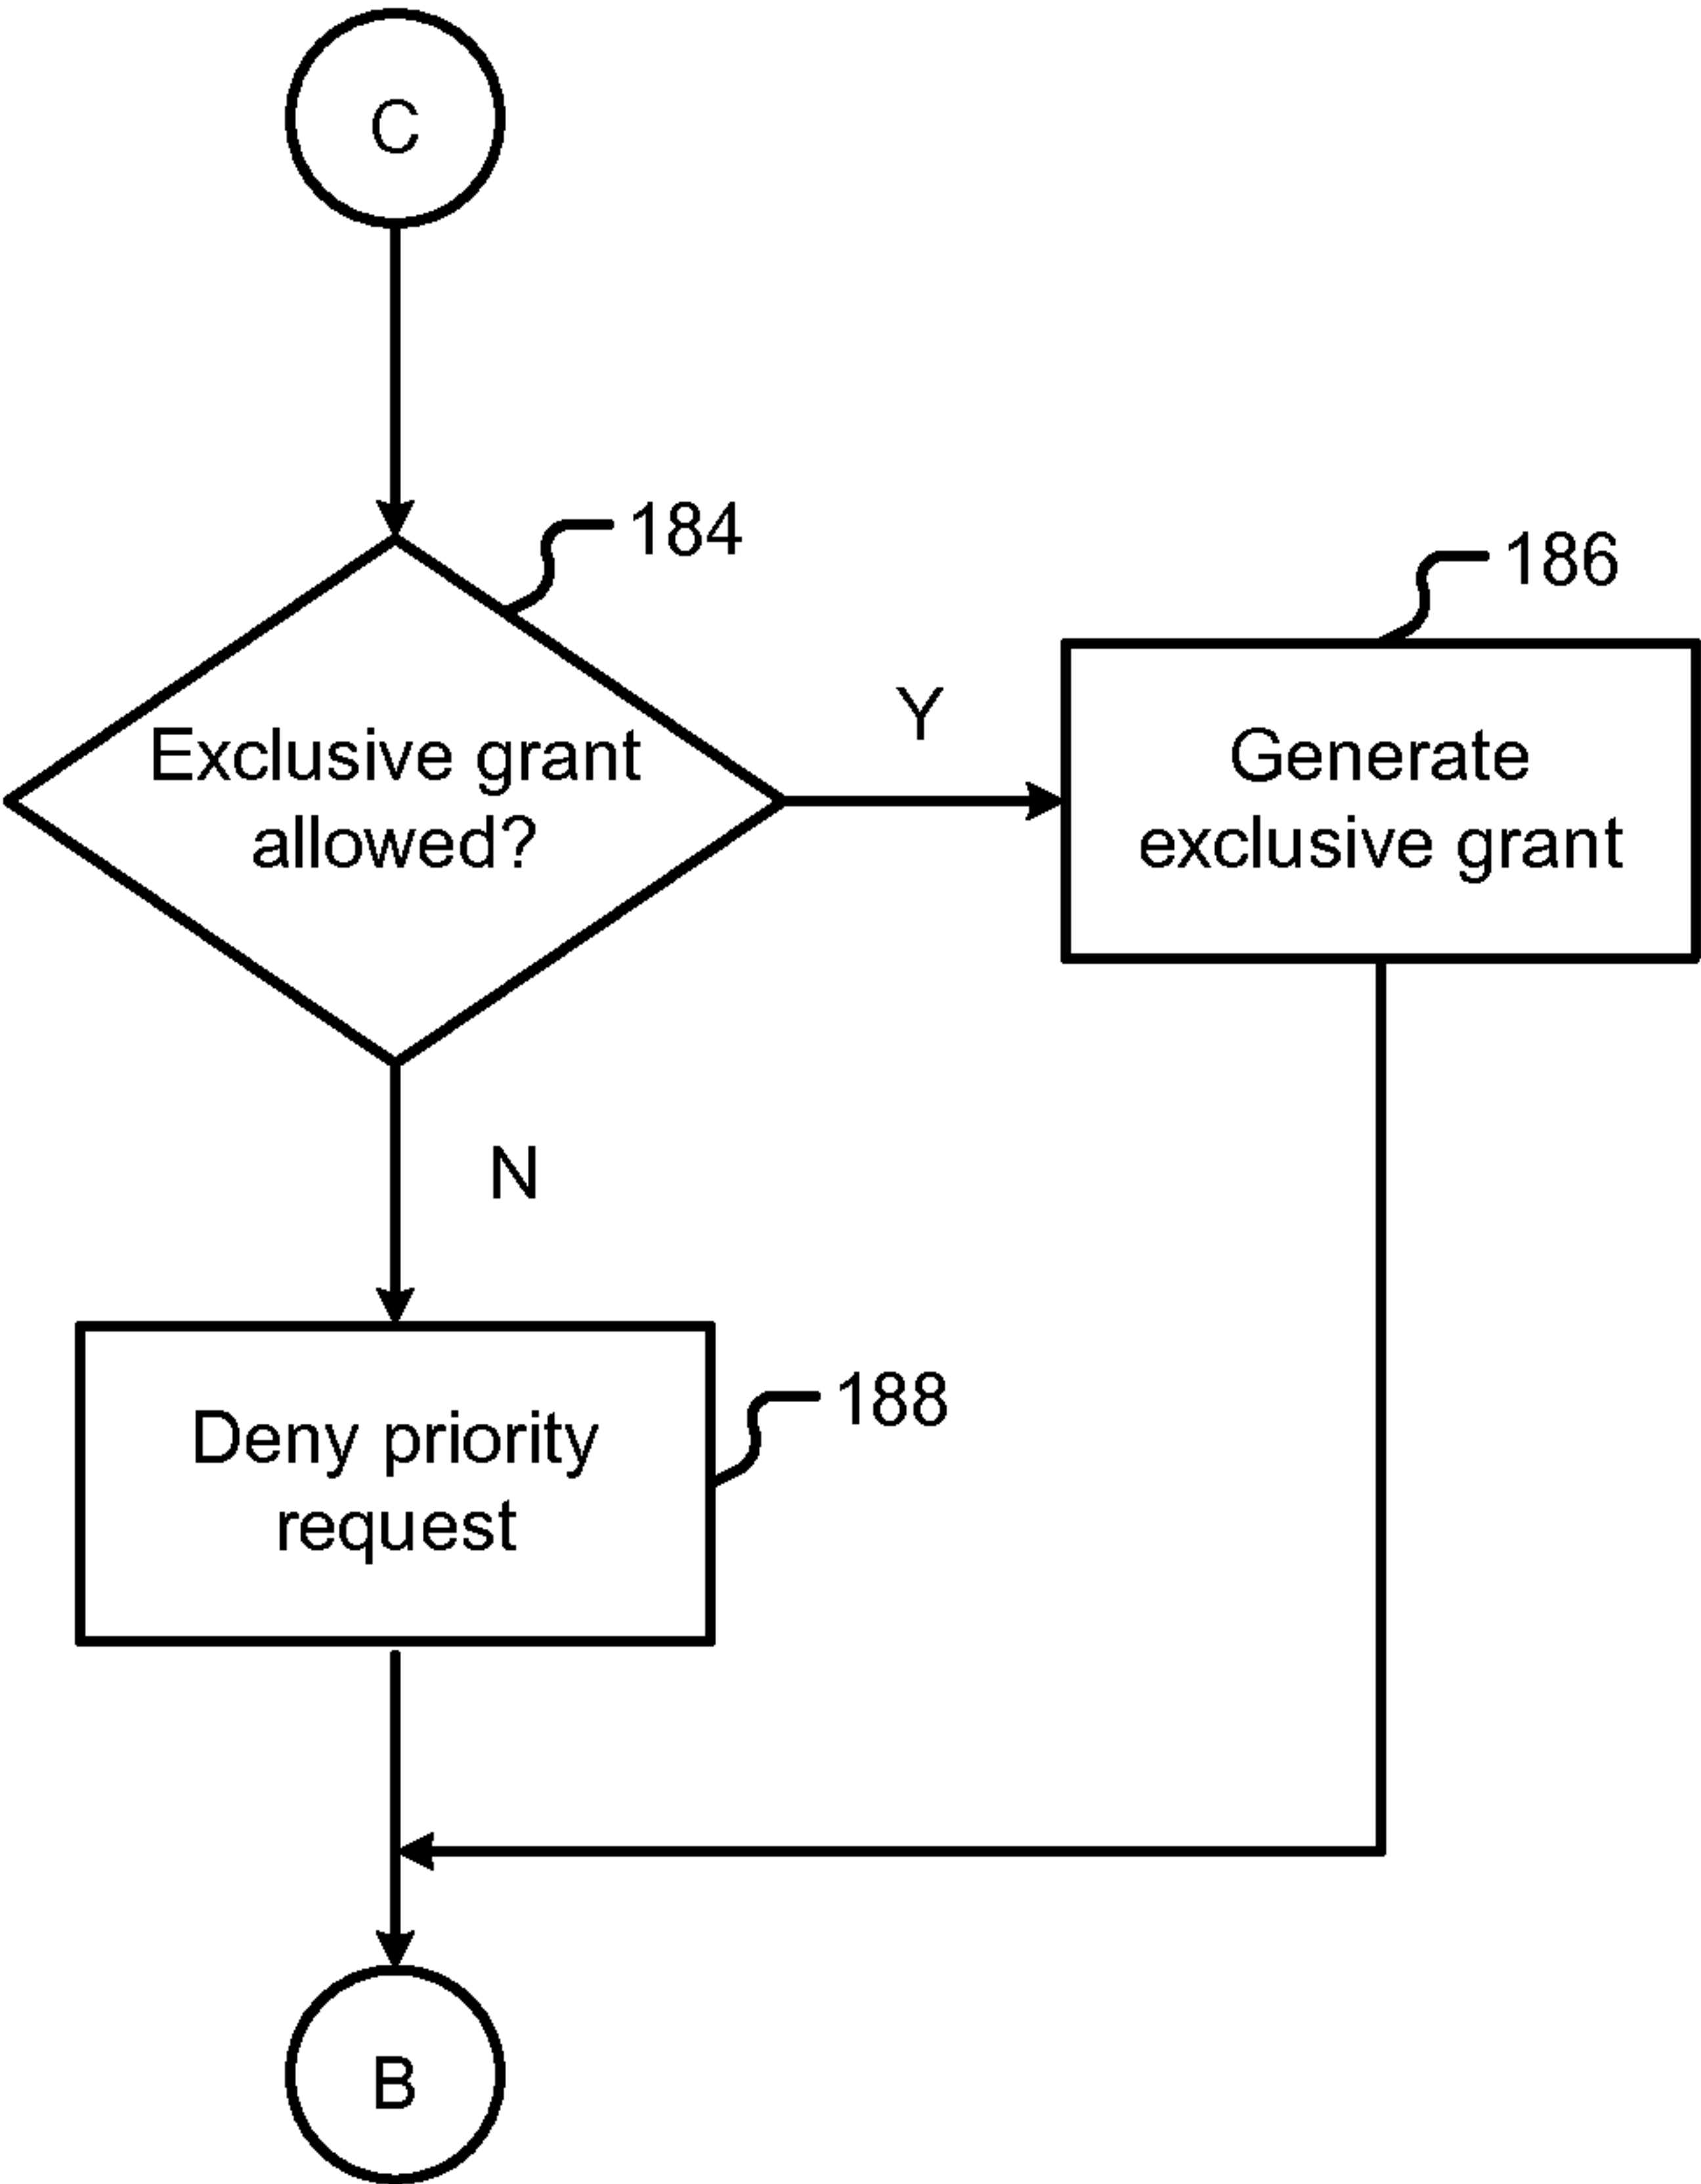 C
184
186
Y
Exclusive grant
allowed?
Generate
exclusive grant
N
188
Deny priority
request
B